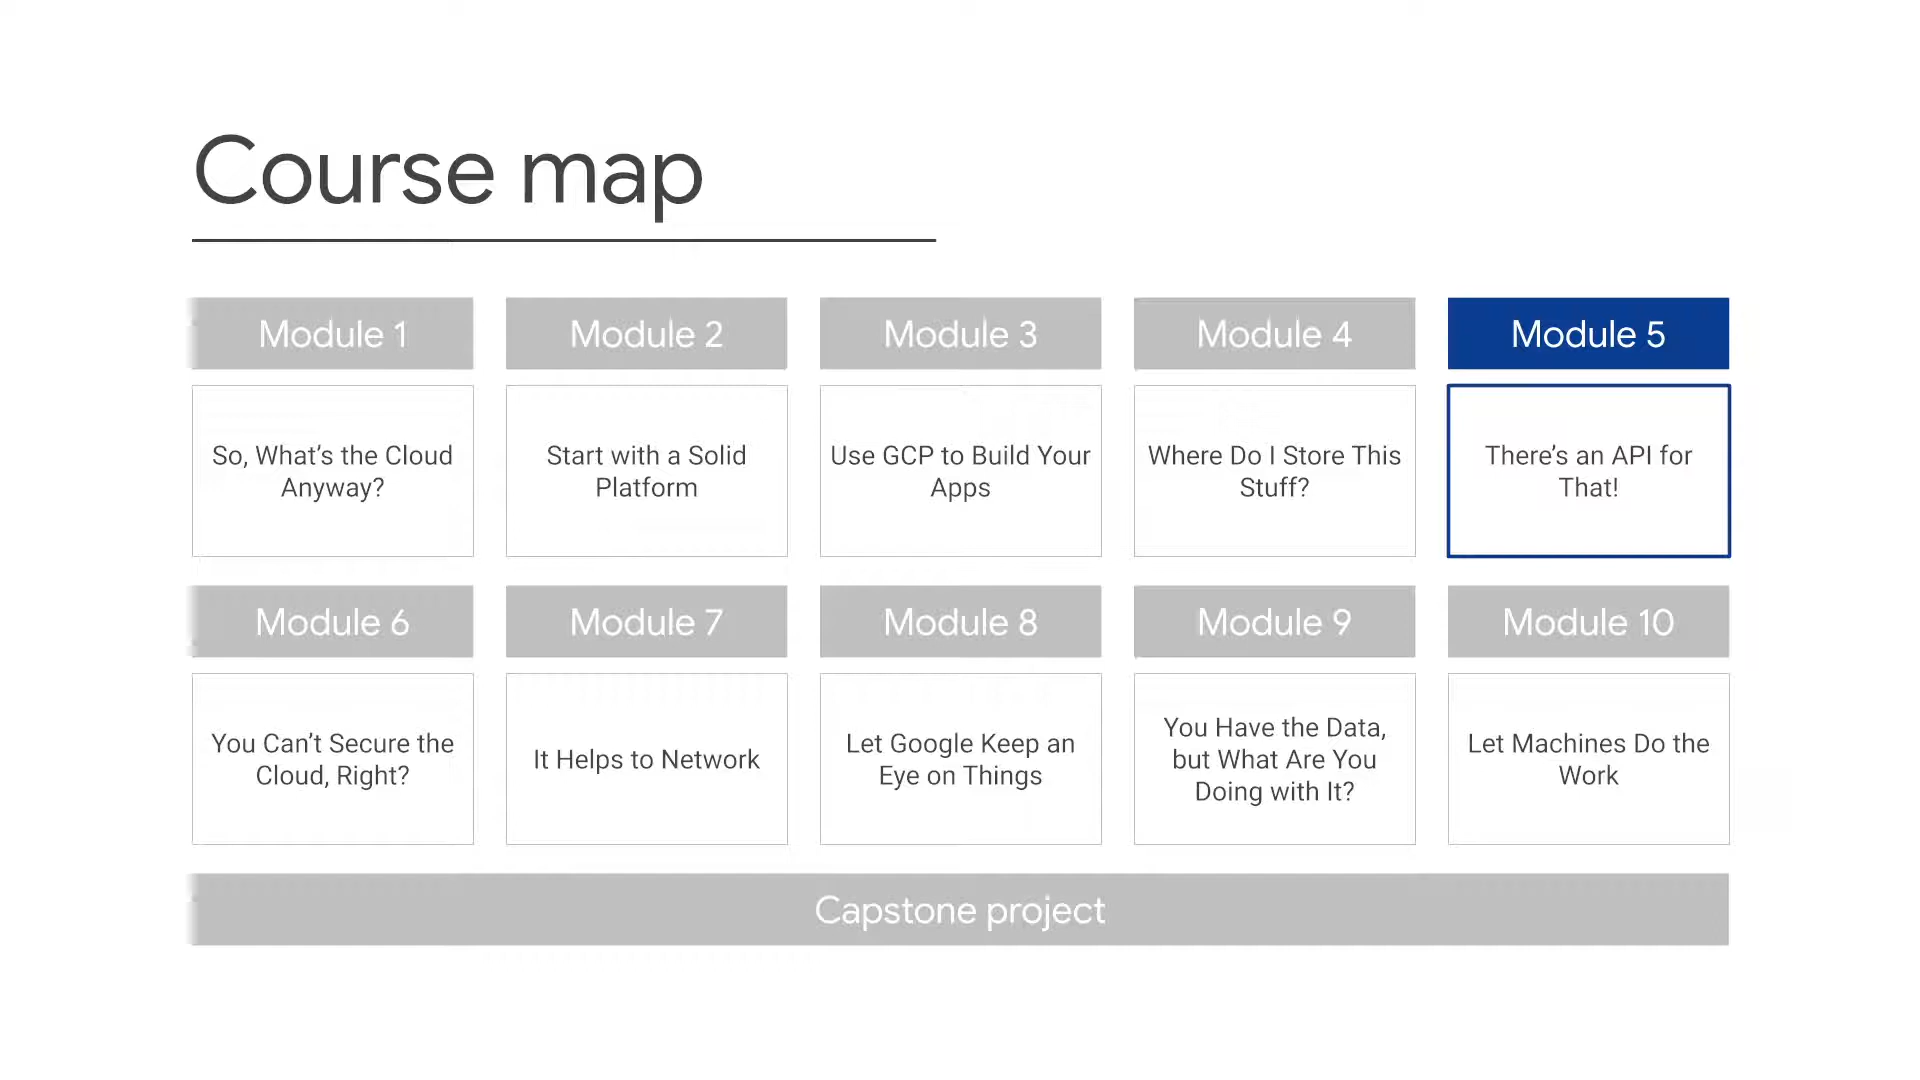 Course map
Module 1
Module 2
Module 3
Module 4
Module 5
So, What’s the Cloud
Anyway?
Start with a Solid
Platform
Use GCP to Build Your
Apps
Where Do I Store This
Stuff?
There’s an API for
That!
Module 6
Module 7
Module 8
Module 9
Module 10
You Can’t Secure the
Cloud, Right?
It Helps to Network
Let Google Keep an
Eye on Things
You Have the Data,
but What Are You
Doing with It?
Let Machines Do the
Work
Capstone project